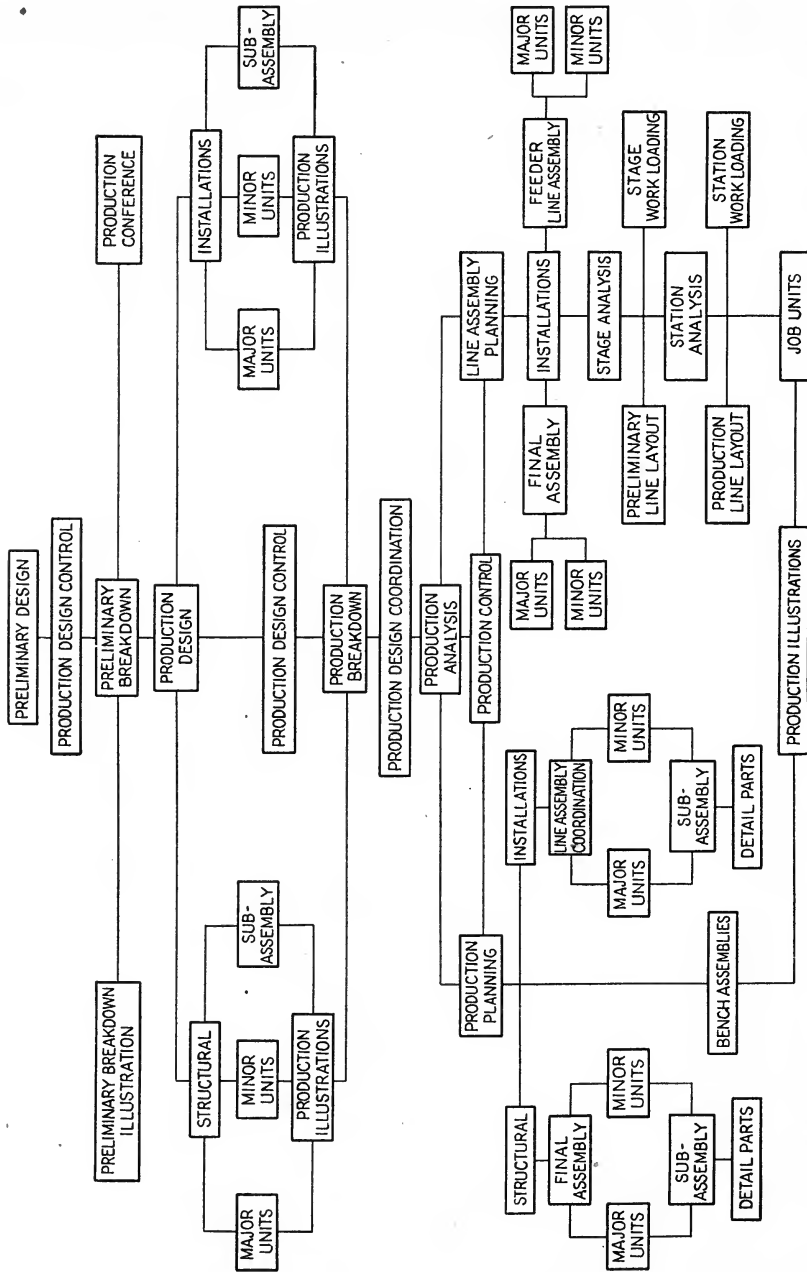 PRELIMINARY DESIGN
PRODUCTION DESIGN CONTROL
PRELIMINARY BREAKDOWN
ILLUSTRATION
PRELIMINARY
BREAKDOWN
PRODUCTION
CONFERENCE
PRODUCTION
DESIGN
STRUCTURAL
INSTALLATIONS
MAJOR
UNITS
MINOR
UNITS
SUB-
ASSEMBLY
MAJOR
UNITS
MINOR
UNITS
SUB-
ASSEMBLY
PRODUCTION
ILLUSTRATIONS
PRODUCTION DESIGN CONTROL
PRODUCTION
ILLUSTRATIONS
PRODUCTION
BREAKDOWN
PRODUCTION DESIGN COORDINATION
PRODUCTION
ANALYSIS
PRODUCTION
PLANNING
PRODUCTION CONTROL
LINE ASSEMBLY
PLANNING
STRUCTURAL
INSTALLATIONS
FINAL
ASSEMBLY
LINE ASSEMBLY
COORDINATION
MAJOR
UNITS
MINOR
UNITS
MAJOR
UNITS
MINOR
UNITS
SUB-
ASSEMBLY
SUB-
ASSEMBLY
DETAIL PARTS
DETAIL PARTS
BENCH ASSEMBLIES
MAJOR
UNITS
MINOR
UNITS
FINAL
ASSEMBLY
INSTALLATIONS
FEEDER
LINE ASSEMBLY
MAJOR
UNITS
MINOR
UNITS
STAGE ANALYSIS
PRELIMINARY
LINE LAYOUT
STAGE
WORK LOADING
STATION
ANALYSIS
PRODUCTION
LINE LAYOUT
STATION
WORK LOADING
PRODUCTION ILLUSTRATIONS
JOB UNITS